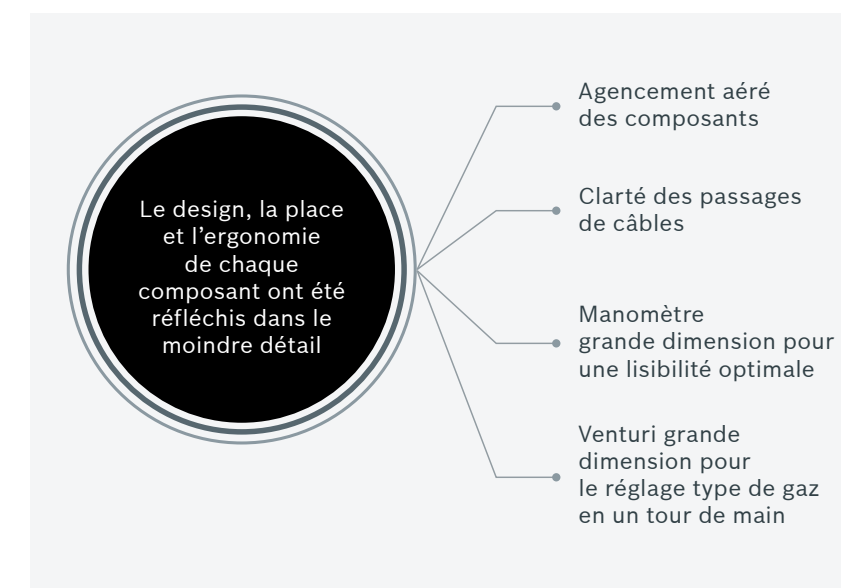 Le design, la place
et l’ergonomie
de chaque
composant ont été
réfléchis dans le
moindre détail
Agencement aéré
des composants
Clarté des passages
de câbles
Manomètre
grande dimension pour
une lisibilité optimale
Venturi grande
dimension pour
le réglage type de gaz
en un tour de main